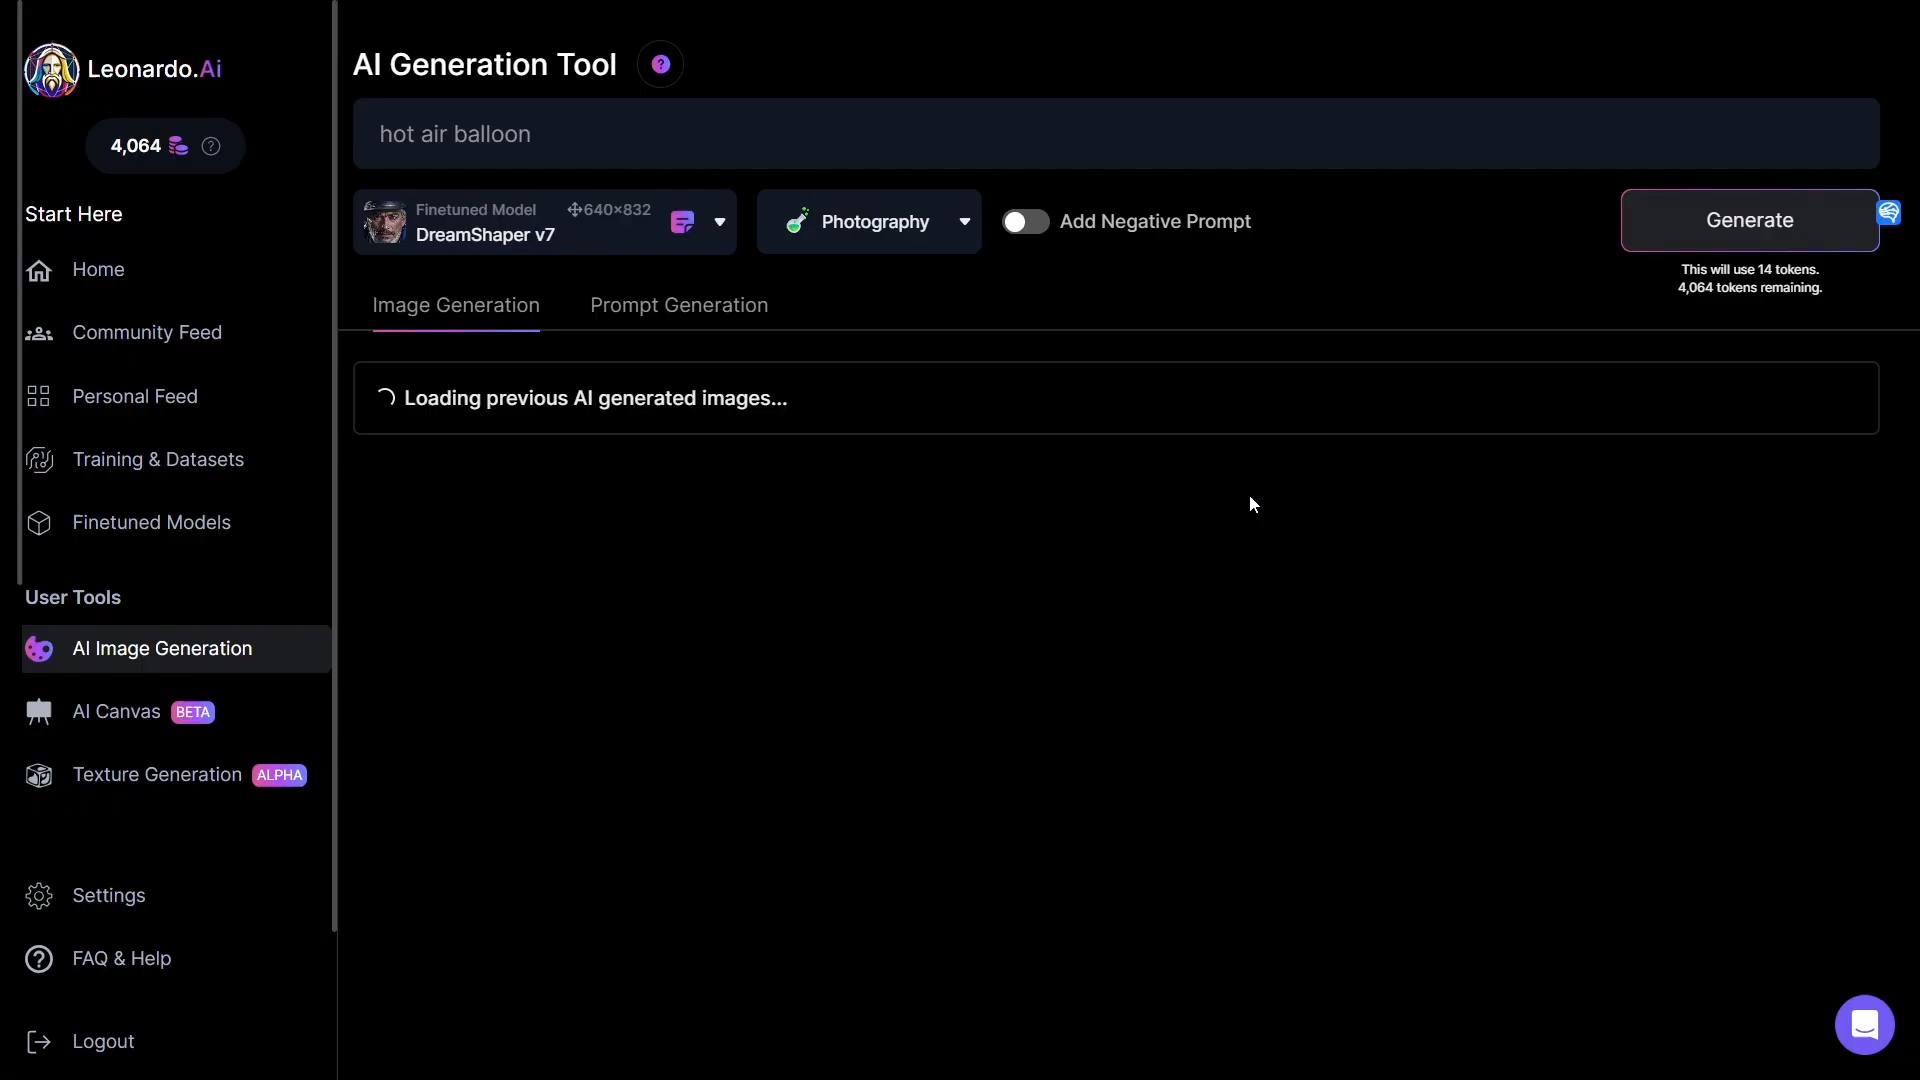 Leonardo.Ai
4,064
Start Here
Home
Community Feed
Personal Feed
Training & Datasets
Finetuned Models
User Tools
AI Image Generation
AI Canvas BETA
Texture Generation ALPHA
Settings
FAQ & Help
Logout
AI Generation Tool ?
hot air balloon
Finetuned Model 640×832
DreamShaper v7
Photography
Add Negative Prompt
Generate
This will use 14 tokens.
4,064 tokens remaining.
Image Generation Prompt Generation
Loading previous AI generated images...